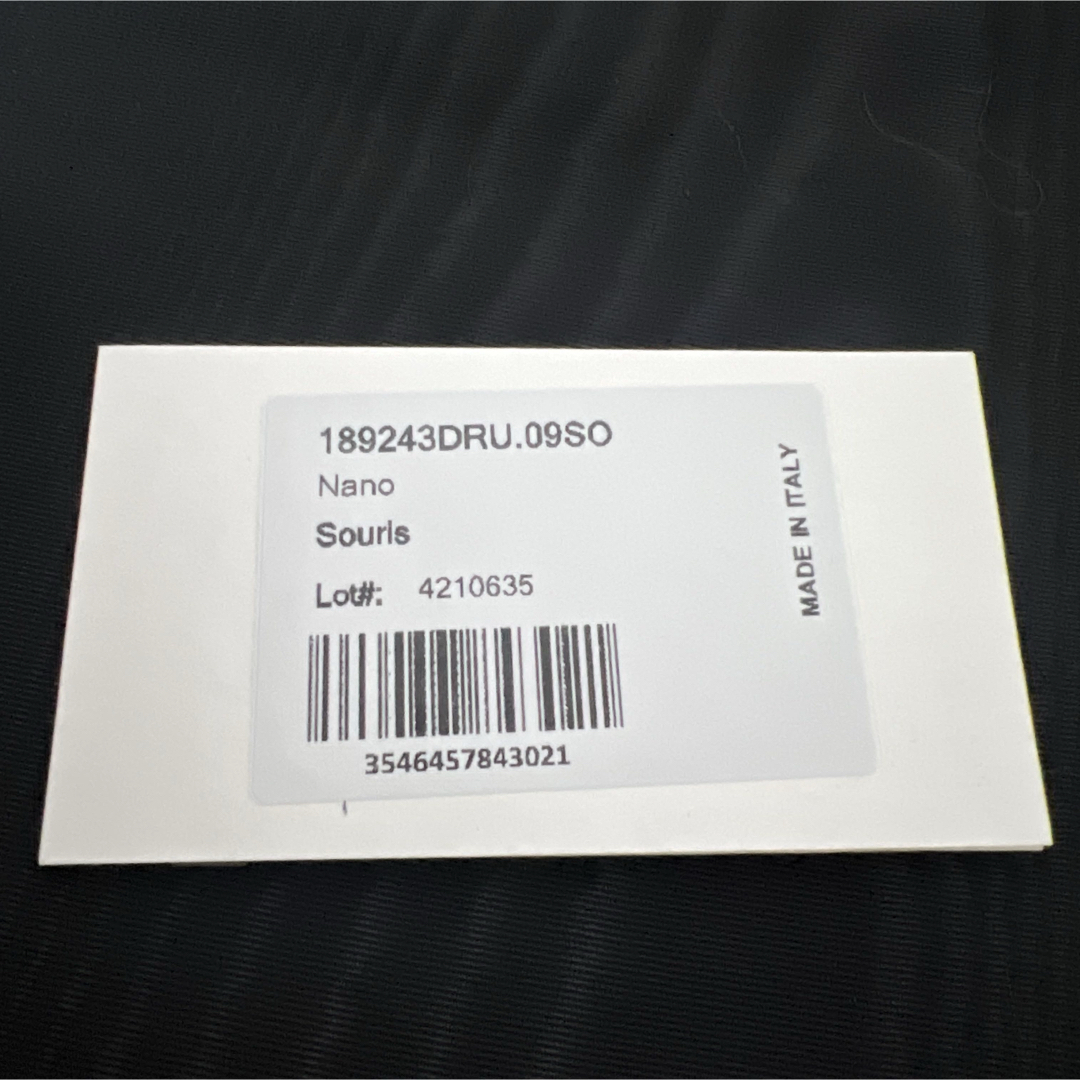 189243DRU.09SO
Nano
Souris
Lot#: 4210635
3546457843021
MADE IN ITALY